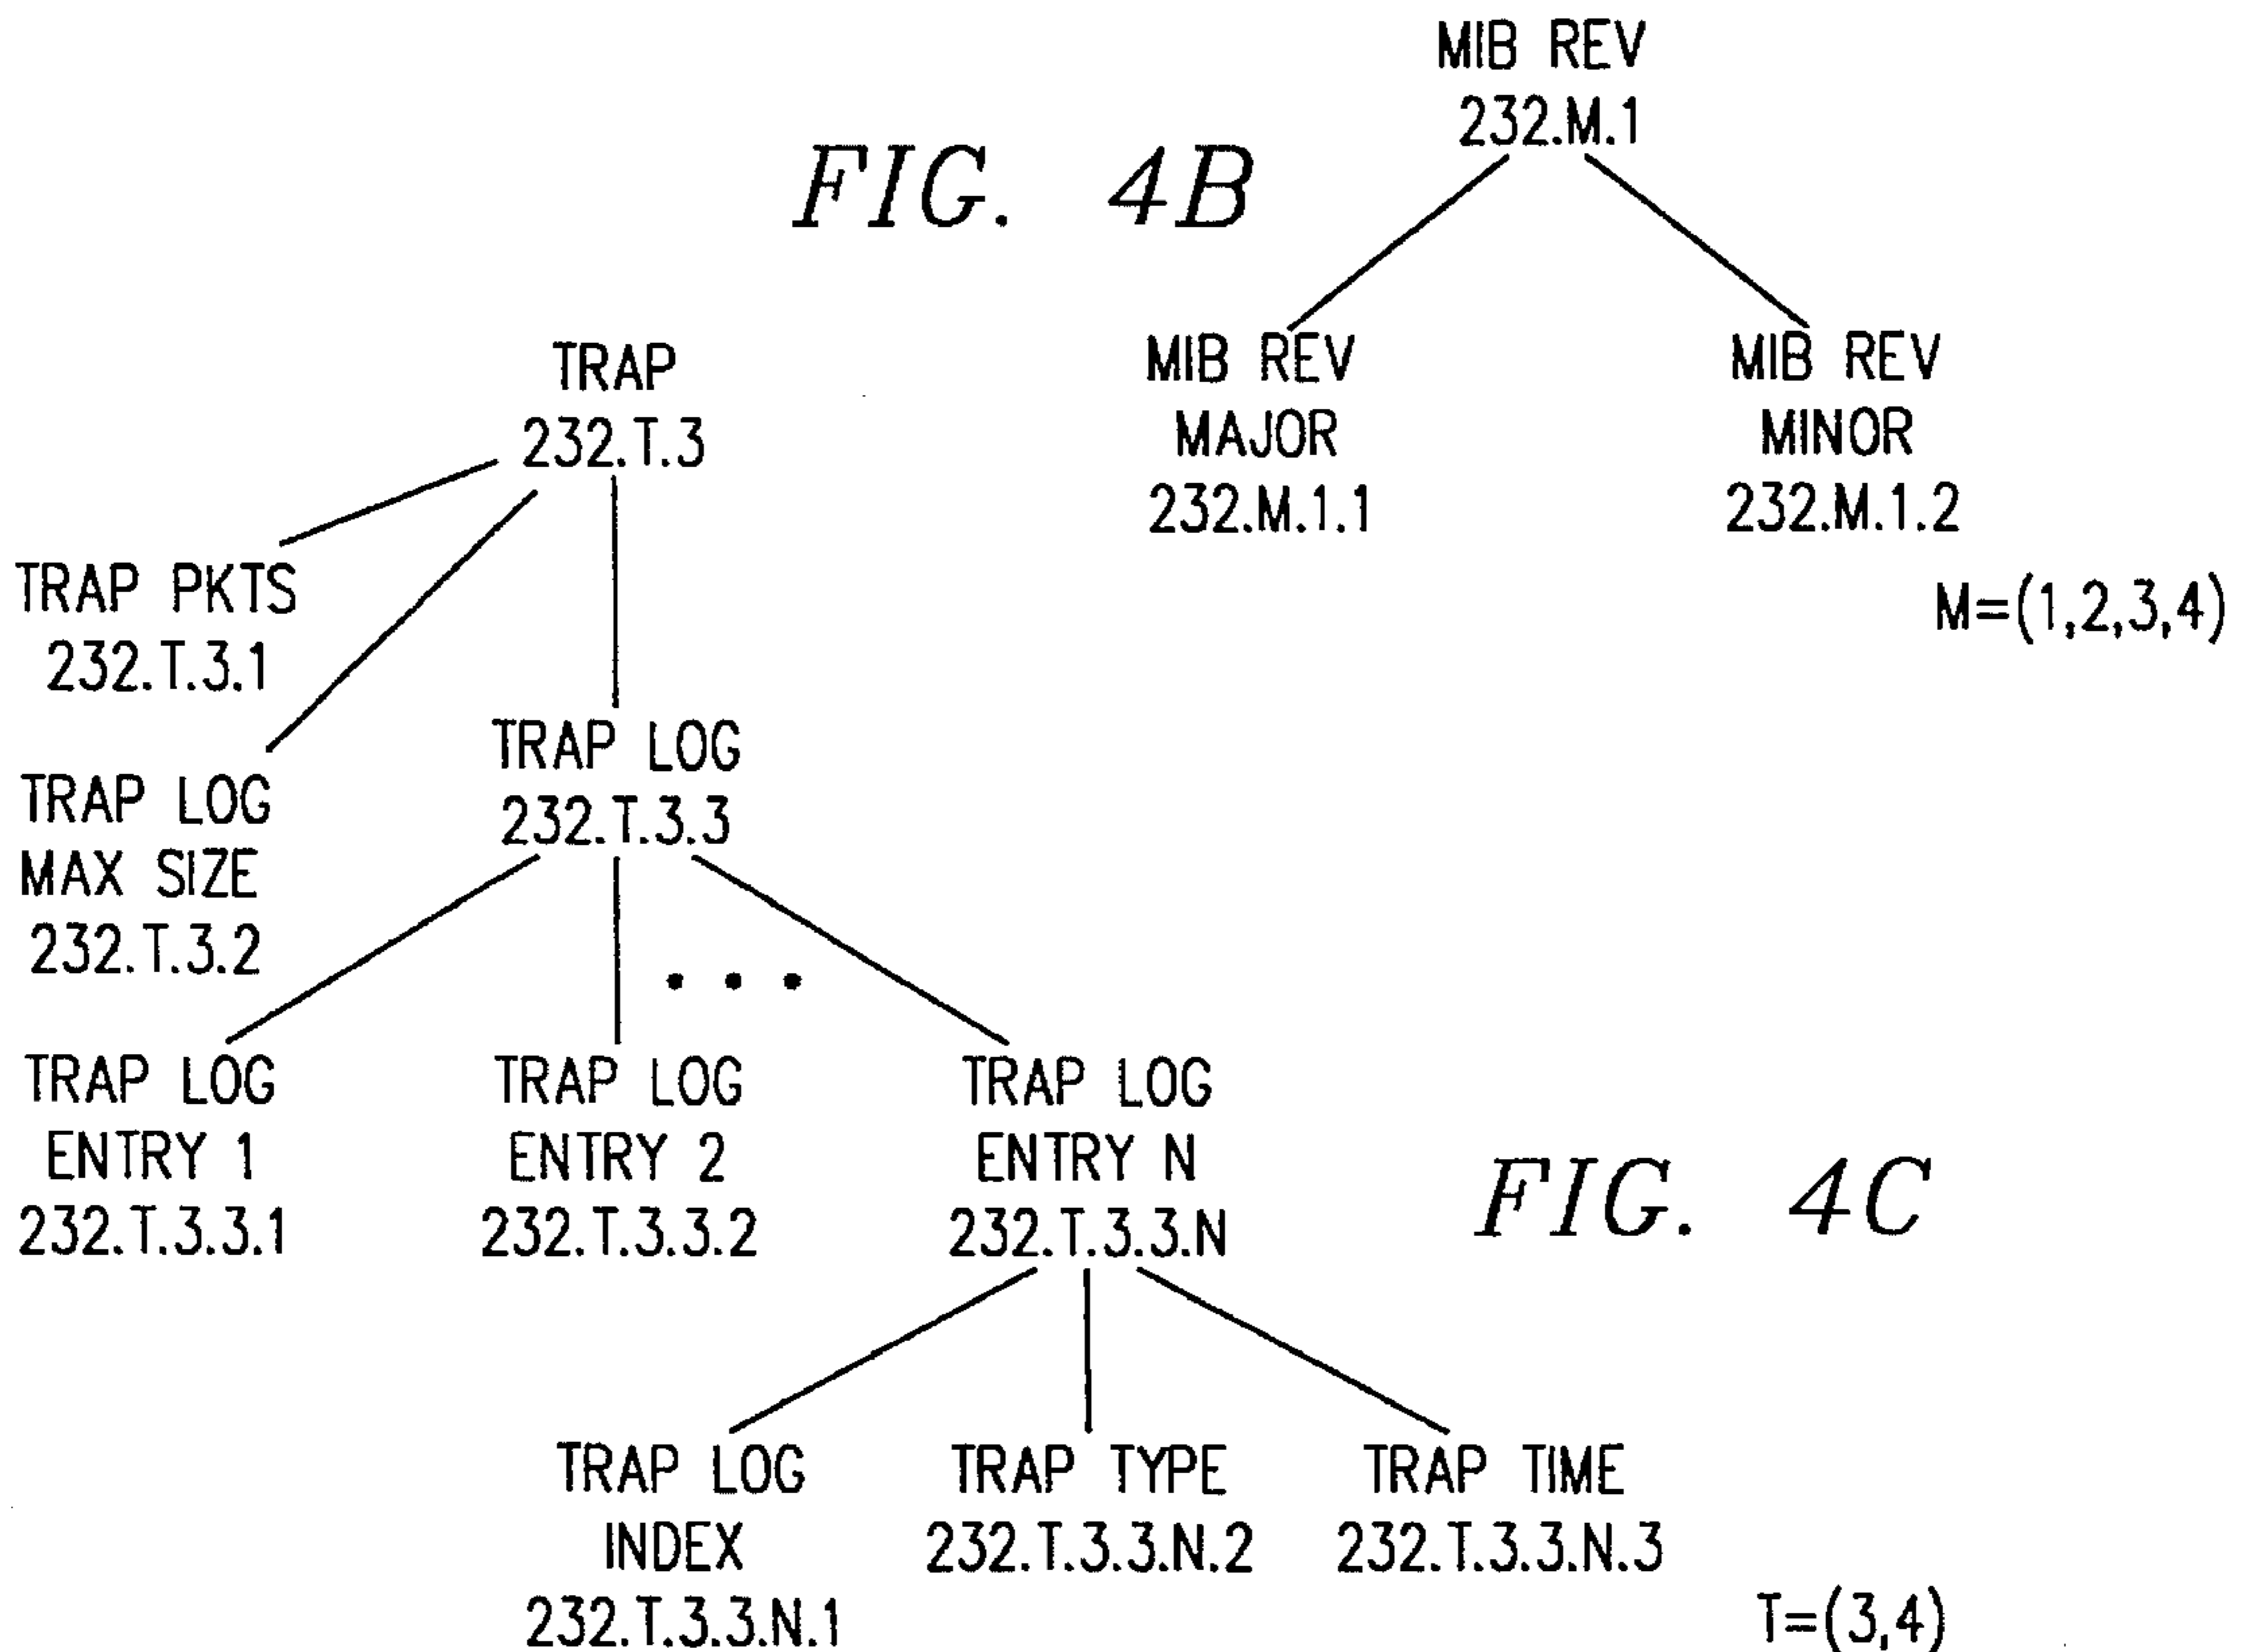 MIB REV
232.M.1
FIG. 4B
MIB REV
MAJOR
232.M.1.1
MIB REV
MINOR
232.M.1.2
M=(1,2,3,4)
TRAP
232.T.3
TRAP PKTS
232.T.3.1
TRAP LOG
MAX SIZE
232.T.3.2
TRAP LOG
232.T.3.3
• • •
TRAP LOG
ENTRY 1
232.T.3.3.1
TRAP LOG
ENTRY 2
232.T.3.3.2
TRAP LOG
ENTRY N
232.T.3.3.N
FIG. 4C
TRAP LOG
INDEX
232.T.3.3.N.1
TRAP TYPE
232.T.3.3.N.2
TRAP TIME
232.T.3.3.N.3
T=(3,4)